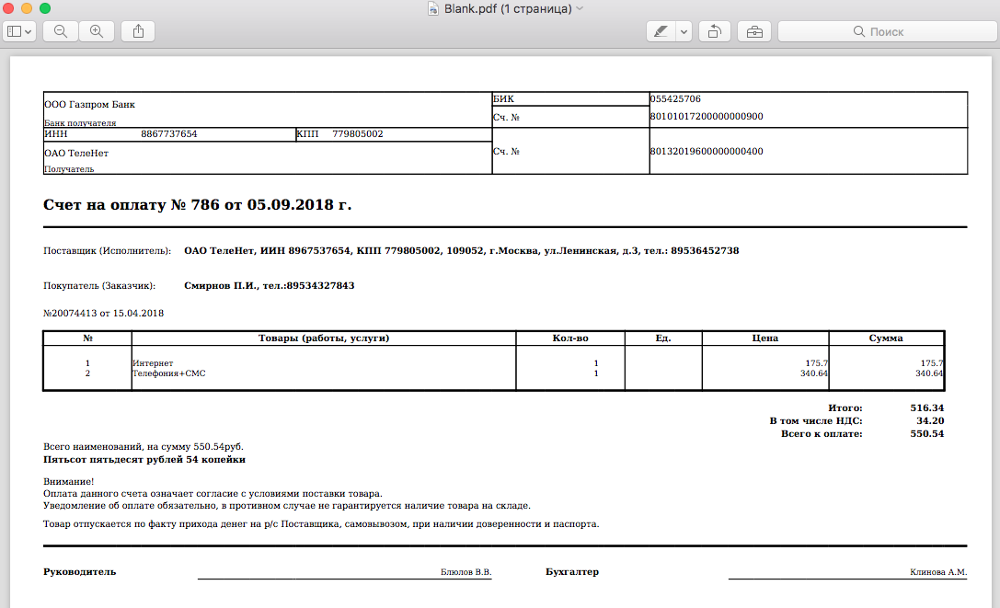 Blank.pdf (1 страница)
Поиск
ООО Газпром Банк
Банк получателя
БИК 055425706
Сч. № 80101017200000000900
ИНН 8867737654 КПП 779805002
ОАО ТелеНет
Получатель
Сч. № 80132019600000000400
Счет на оплату № 786 от 05.09.2018 г.
Поставщик (Исполнитель): ОАО ТелеНет, ИИН 8967537654, КПП 779805002, 109052, г.Москва, ул.Ленинская, д.3, тел.: 89536452738
Покупатель (Заказчик): Смирнов П.И., тел.:89534327843
№20074413 от 15.04.2018
№ Товары (работы, услуги) Кол-во Ед. Цена Сумма
1 Интернет 1 175.7 175.7
2 Телефония+СМС 1 340.64 340.64
Итого: 516.34
В том числе НДС: 34.20
Всего к оплате: 550.54
Всего наименований, на сумму 550.54руб.
Пятьсот пятьдесят рублей 54 копейки
Внимание!
Оплата данного счета означает согласие с условиями поставки товара.
Уведомление об оплате обязательно, в противном случае не гарантируется наличие товара на складе.
Товар отпускается по факту прихода денег на р/с Поставщика, самовывозом, при наличии доверенности и паспорта.
Руководитель Блюлов В.В. Бухгалтер Клинова А.М.